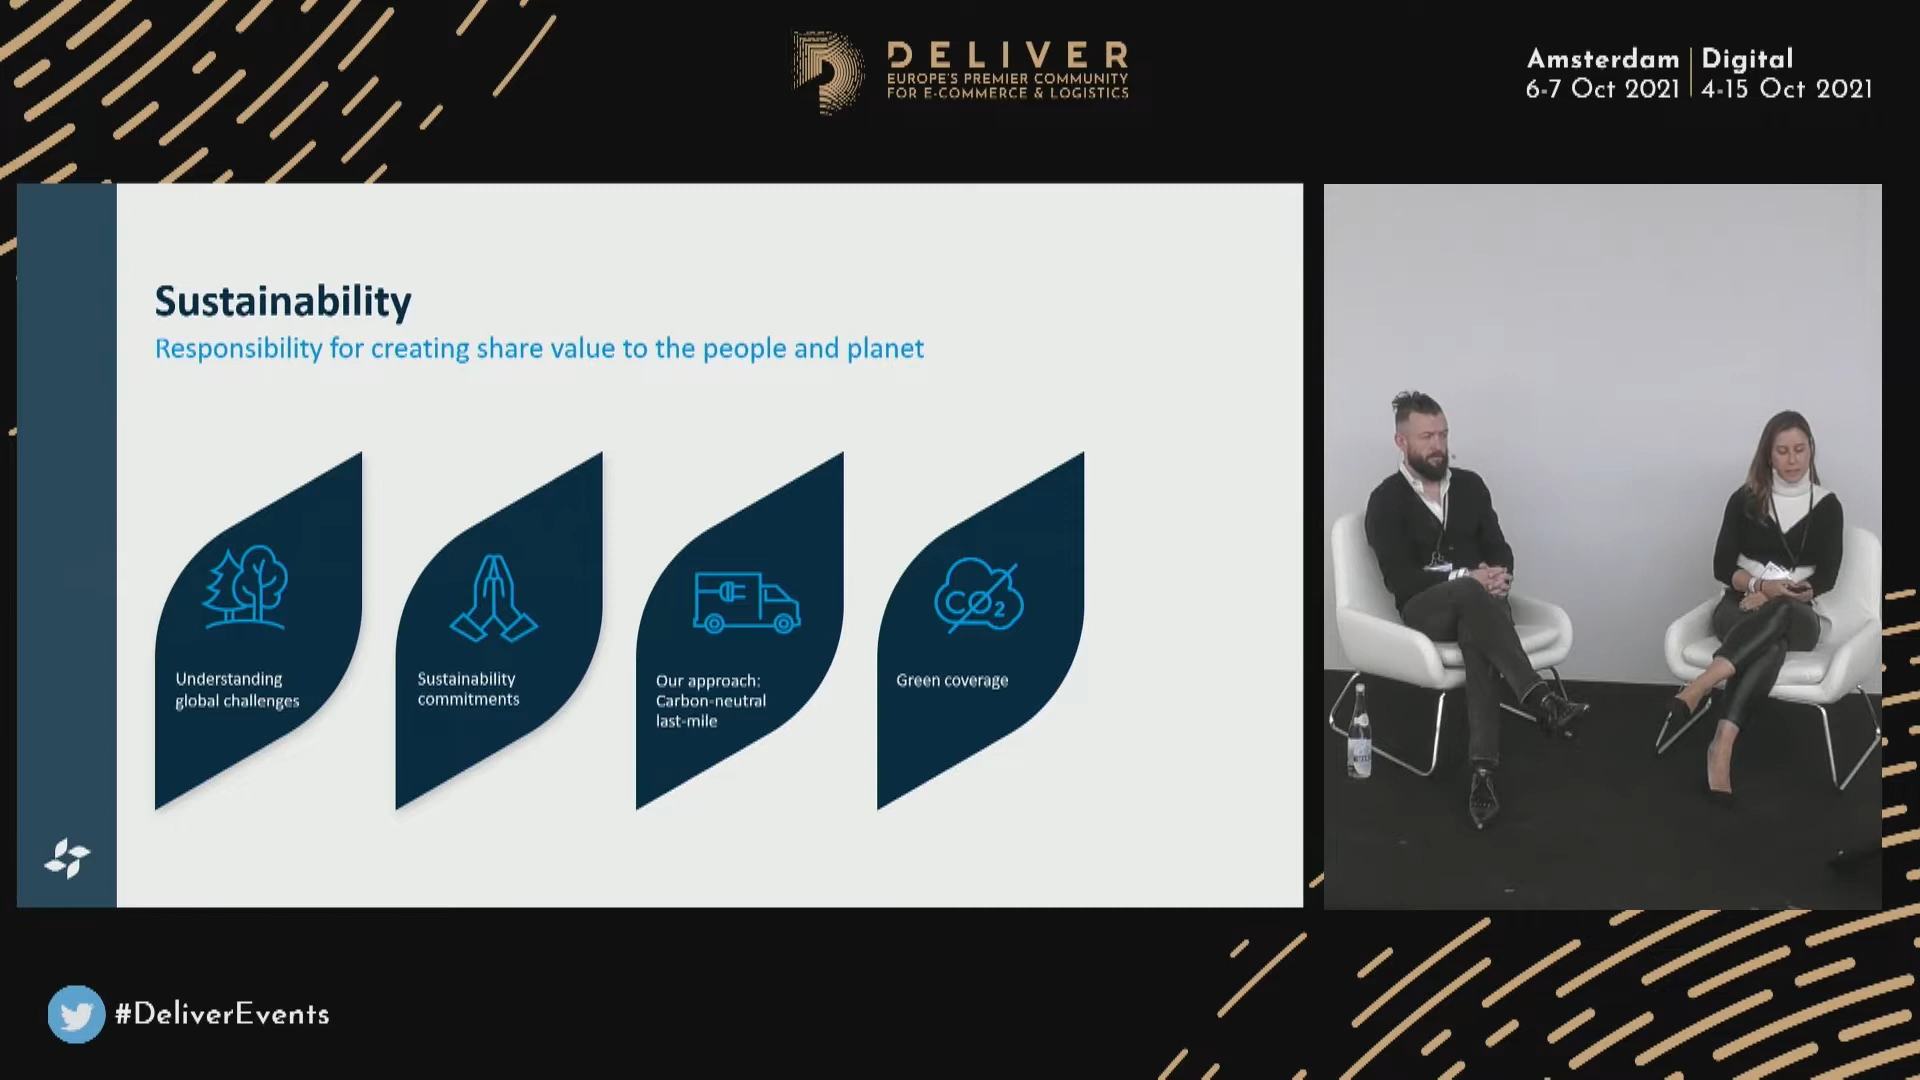 DELIVER
EUROPE'S PREMIER COMMUNITY
FOR E-COMMERCE & LOGISTICS
Amsterdam | Digital
6-7 Oct 2021 | 4-15 Oct 2021
Sustainability
Responsibility for creating share value to the people and planet
Understanding
global challenges
Sustainability
commitments
Our approach:
Carbon-neutral
last-mile
CO2
Green coverage
#DeliverEvents